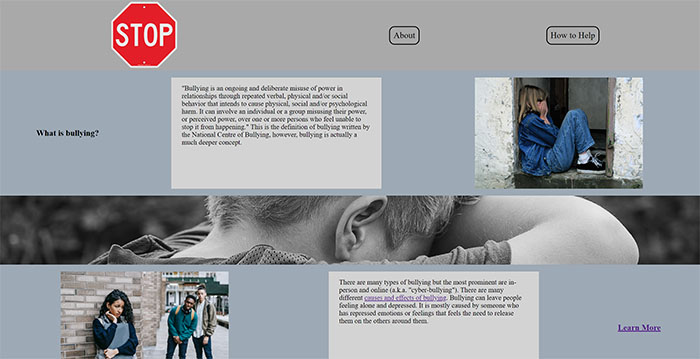 STOP
About
How to Help
What is bullying?
"Bullying is an ongoing and deliberate misuse of power in
relationships through repeated verbal, physical and/or social
behavior that intends to cause physical, social and/or psychological
harm. It can involve an individual or a group misusing their power,
or perceived power, over one or more persons who feel unable to
stop it from happening." This is the definition of bullying written by
the National Centre of Bullying, however, bullying is actually a
much deeper concept.
There are many types of bullying but the most prominent are in-
person and online (a.k.a. "cyber-bullying"). There are many
different causes and effects of bullying. Bullying can leave people
feeling alone and depressed. It is mostly caused by someone who
has repressed emotions or feelings that feels the need to release
them on the others around them.
Learn More